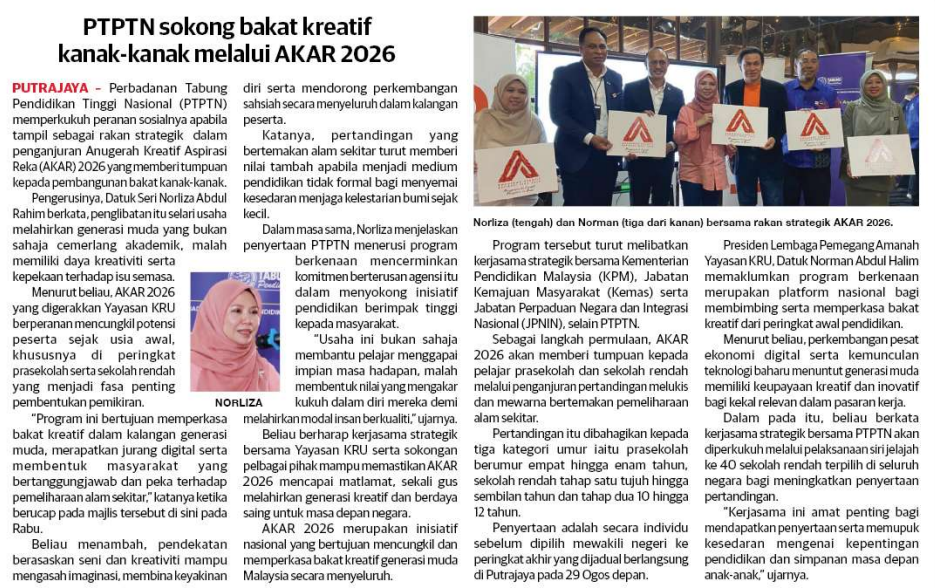 PTPTN sokong bakat kreatif
kanak-kanak melalui AKAR 2026
PUTRAJAYA – Perbadanan Tabung
Pendidikan Tinggi Nasional (PTPTN)
memperkukuh peranan sosialnya apabila
tampil sebagai rakan strategik dalam
penganjuran Anugerah Kreatif Aspirasi
Reka (AKAR) 2026 yang memberi tumpuan
kepada pembangunan bakat kanak-kanak.
Pengerusinya, Datuk Seri Norliza Abdul
Rahim berkata, penglibatan itu selari usaha
melahirkan generasi muda yang bukan
sahaja cemerlang akademik, malah
memiliki daya kreativiti serta
kepekaan terhadap isu semasa.
Menurut beliau, AKAR 2026
yang digerakkan Yayasan KRU
berperanan mencungkil potensi
peserta sejak usia awal,
khususnya di peringkat
prasekolah serta sekolah rendah
yang menjadi fasa penting
pembentukan pemikiran.
"Program ini bertujuan memperkasa
bakat kreatif dalam kalangan generasi
muda, merapatkan jurang digital serta
membentuk masyarakat yang
bertanggungjawab dan peka terhadap
pemeliharaan alam sekitar," katanya ketika
berucap pada majlis tersebut di sini pada
Rabu.
Beliau menambah, pendekatan
berasaskan seni dan kreativiti mampu
mengasah imaginasi, membina keyakinan
NORLIZA
diri serta mendorong perkembangan
sahsiah secara menyeluruh dalam kalangan
peserta.
Katanya, pertandingan yang
bertemakan alam sekitar turut memberi
nilai tambah apabila menjadi medium
pendidikan tidak formal bagi menyemai
kesedaran menjaga kelestarian bumi sejak
kecil.
Dalam masa sama, Norliza menjelaskan
penyertaan PTPTN menerusi program
berkenaan mencerminkan
komitmen berterusan agensi itu
dalam menyokong inisiatif
pendidikan berimpak tinggi
kepada masyarakat.
"Usaha ini bukan sahaja
membantu pelajar menggapai
impian masa hadapan, malah
membentuk nilai yang mengakar
kukuh dalam diri mereka demi
melahirkan modal insan berkualiti," ujarnya.
Beliau berharap kerjasama strategik
bersama Yayasan KRU serta sokongan
pelbagai pihak mampu memastikan AKAR
2026 mencapai matlamat, sekali gus
melahirkan generasi kreatif dan berdaya
saing untuk masa depan negara.
AKAR 2026 merupakan inisiatif
nasional yang bertujuan mencungkil dan
memperkasa bakat kreatif generasi muda
Malaysia secara menyeluruh.
Norliza (tengah) dan Norman (tiga dari kanan) bersama rakan strategik AKAR 2026.
Program tersebut turut melibatkan
kerjasama strategik bersama Kementerian
Pendidikan Malaysia (KPM), Jabatan
Kemajuan Masyarakat (Kemas) serta
Jabatan Perpaduan Negara dan Integrasi
Nasional (JPNIN), selain PTPTN.
Sebagai langkah permulaan, AKAR
2026 akan memberi tumpuan kepada
pelajar prasekolah dan sekolah rendah
melalui penganjuran pertandingan melukis
dan mewarna bertemakan pemeliharaan
alam sekitar.
Pertandingan itu dibahagikan kepada
tiga kategori umur iaitu prasekolah
berumur empat hingga enam tahun,
sekolah rendah tahap satu tujuh hingga
sembilan tahun dan tahap dua 10 hingga
12 tahun.
Penyertaan adalah secara individu
sebelum dipilih mewakili negeri ke
peringkat akhir yang dijadual berlangsung
di Putrajaya pada 29 Ogos depan.
Presiden Lembaga Pemegang Amanah
Yayasan KRU, Datuk Norman Abdul Halim
memaklumkan program berkenaan
merupakan platform nasional bagi
membimbing serta memperkasa bakat
kreatif dari peringkat awal pendidikan.
Menurut beliau, perkembangan pesat
ekonomi digital serta kemunculan
teknologi baharu menuntut generasi muda
memiliki keupayaan kreatif dan inovatif
bagi kekal relevan dalam pasaran kerja.
Dalam pada itu, beliau berkata
kerjasama strategik bersama PTPTN akan
diperkukuh melalui pelaksanaan siri jelajah
ke 40 sekolah rendah terpilih di seluruh
negara bagi meningkatkan penyertaan
pertandingan.
"Kerjasama ini amat penting bagi
mendapatkan penyertaan serta memupuk
kesedaran mengenai kepentingan
pendidikan dan simpanan masa depan
anak-anak," ujarnya.